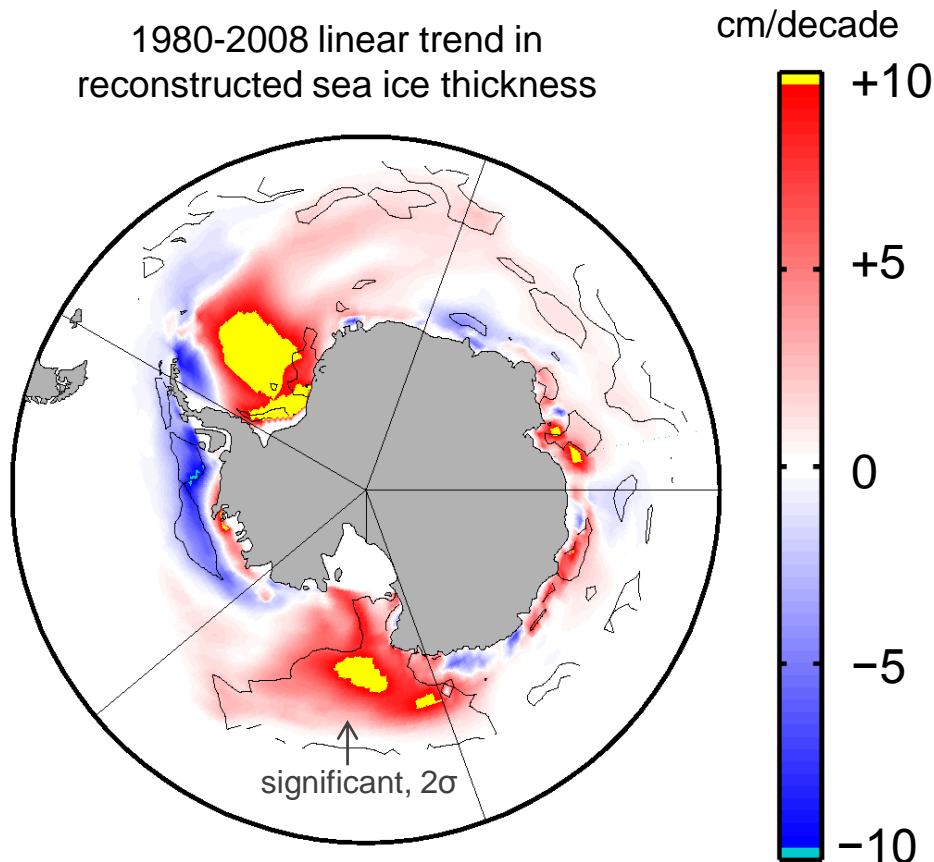 1980-2008 linear trend in
reconstructed sea ice thickness
cm/decade
+10
+5
0
−5
−10
significant, 2σ